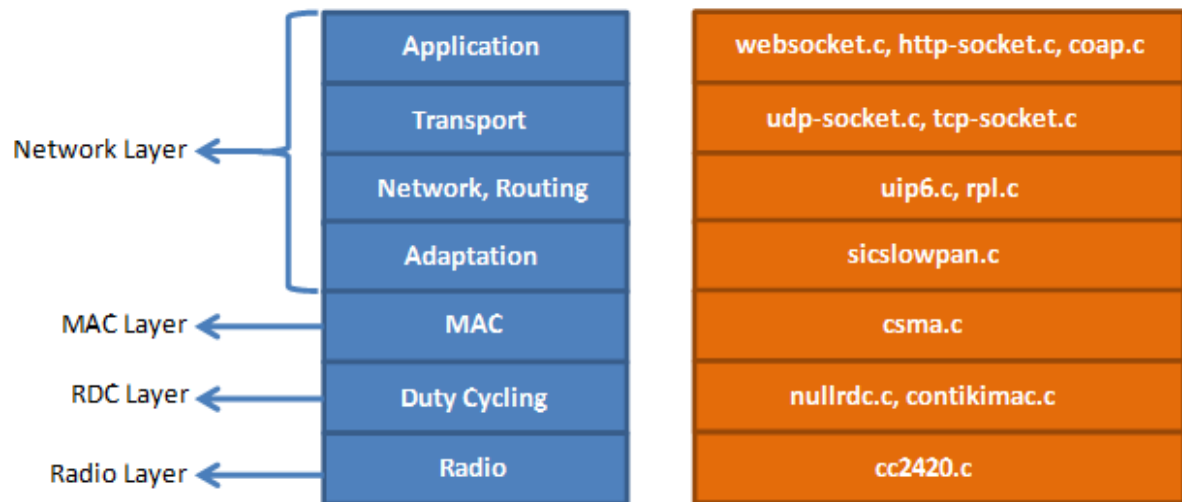 Application
websocket.c, http-socket.c, coap.c
Transport
udp-socket.c, tcp-socket.c
Network Layer
Network, Routing
uip6.c, rpl.c
Adaptation
sicslowpan.c
MAC Layer
MAC
csma.c
RDC Layer
Duty Cycling
nullrdc.c, contikimac.c
Radio Layer
Radio
cc2420.c